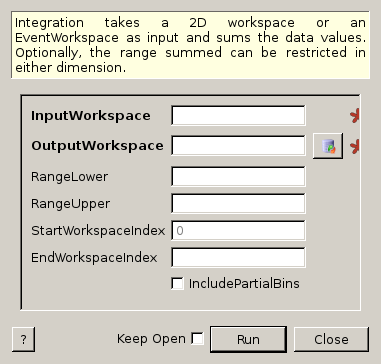 Integration takes a 2D workspace or an
EventWorkspace as input and sums the data values.
Optionally, the range summed can be restricted in
either dimension.
InputWorkspace
OutputWorkspace
RangeLower
RangeUpper
StartWorkspaceIndex 0
EndWorkspaceIndex
IncludePartialBins
? Keep Open Run Close